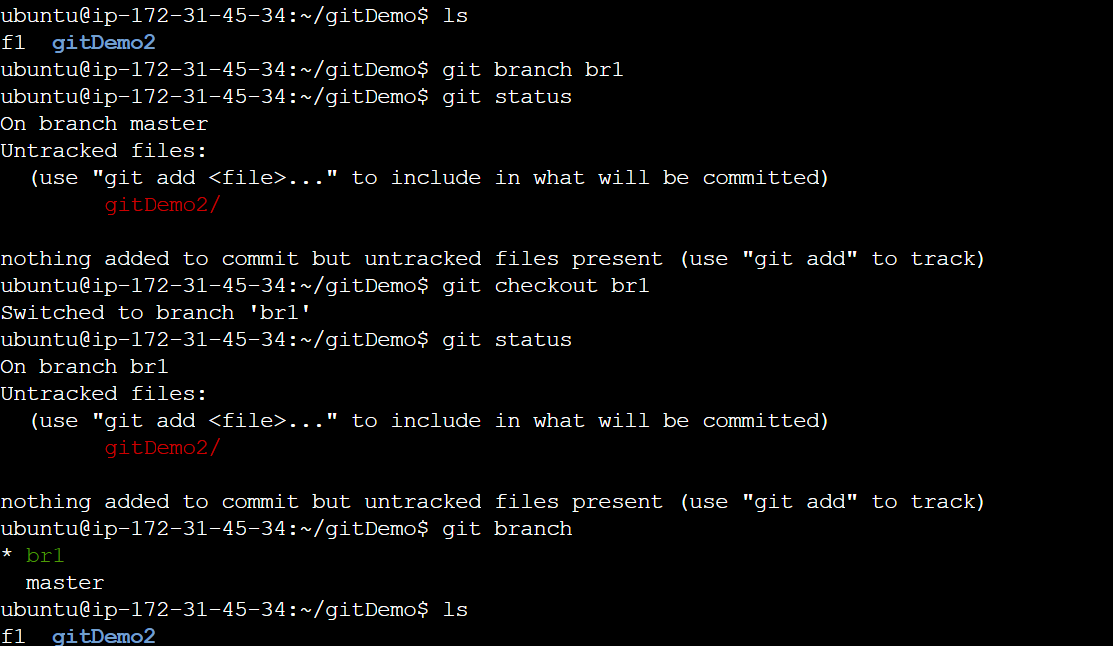 ubuntu@ip-172-31-45-34:~/gitDemo$ ls
f1  gitDemo2
ubuntu@ip-172-31-45-34:~/gitDemo$ git branch br1
ubuntu@ip-172-31-45-34:~/gitDemo$ git status
On branch master
Untracked files:
  (use "git add <file>..." to include in what will be committed)
        gitDemo2/

nothing added to commit but untracked files present (use "git add" to track)
ubuntu@ip-172-31-45-34:~/gitDemo$ git checkout br1
Switched to branch 'br1'
ubuntu@ip-172-31-45-34:~/gitDemo$ git status
On branch br1
Untracked files:
  (use "git add <file>..." to include in what will be committed)
        gitDemo2/

nothing added to commit but untracked files present (use "git add" to track)
ubuntu@ip-172-31-45-34:~/gitDemo$ git branch
* br1
  master
ubuntu@ip-172-31-45-34:~/gitDemo$ ls
f1  gitDemo2